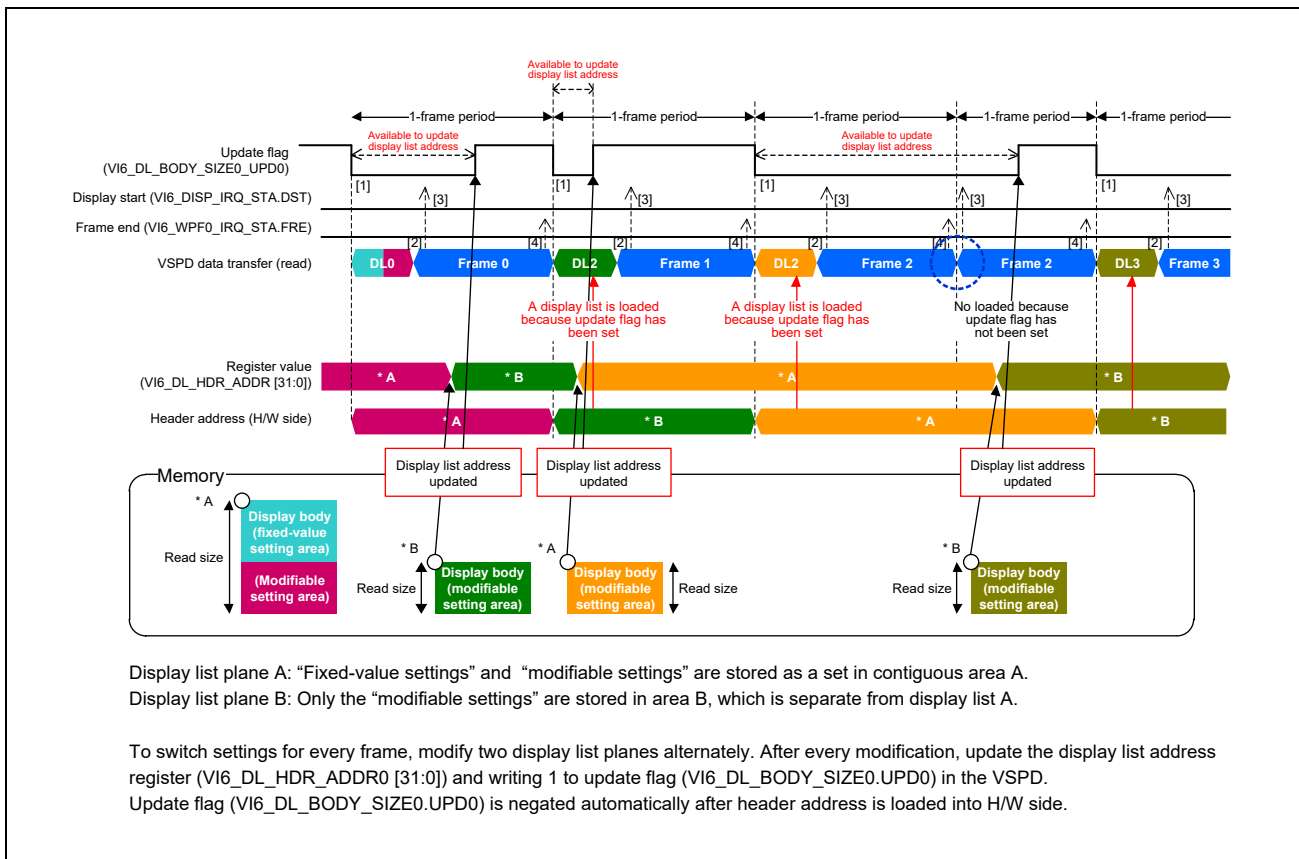 Available to update
display list address
1-frame period
1-frame period
1-frame period
1-frame period
1-frame period
Available to update
display list address
Available to update
display list address
Update flag
(VI6_DL_BODY_SIZE0_UPD0)
[1]
[1]
[1]
[1]
Display start (VI6_DISP_IRQ_STA.DST)
[3]
[3]
[3]
[3]
[3]
Frame end (VI6_WPF0_IRQ_STA.FRE)
[2]
[4]
[2]
[4]
[2]
[4]
[4]
[2]
VSPD data transfer (read)
DL0
Frame 0
DL2
Frame 1
DL2
Frame 2
Frame 2
DL3
Frame 3
A display list is loaded
because update flag has
been set
A display list is loaded
because update flag has
been set
No loaded because
update flag has
not been set
Register value
(VI6_DL_HDR_ADDR [31:0])
* A
* B
* A
* B
Header address (H/W side)
* A
* B
* A
* B
Display list address
updated
Display list address
updated
Display list address
updated
Memory
* A
Read size
Display body
(fixed-value
setting area)
(Modifiable
setting area)
* B
Read size
Display body
(modifiable
setting area)
* A
Display body
(modifiable
setting area)
Read size
* B
Read size
Display body
(modifiable
setting area)
Display list plane A: “Fixed-value settings” and “modifiable settings” are stored as a set in contiguous area A.
Display list plane B: Only the “modifiable settings” are stored in area B, which is separate from display list A.
To switch settings for every frame, modify two display list planes alternately. After every modification, update the display list address
register (VI6_DL_HDR_ADDR0 [31:0]) and writing 1 to update flag (VI6_DL_BODY_SIZE0.UPD0) in the VSPD.
Update flag (VI6_DL_BODY_SIZE0.UPD0) is negated automatically after header address is loaded into H/W side.